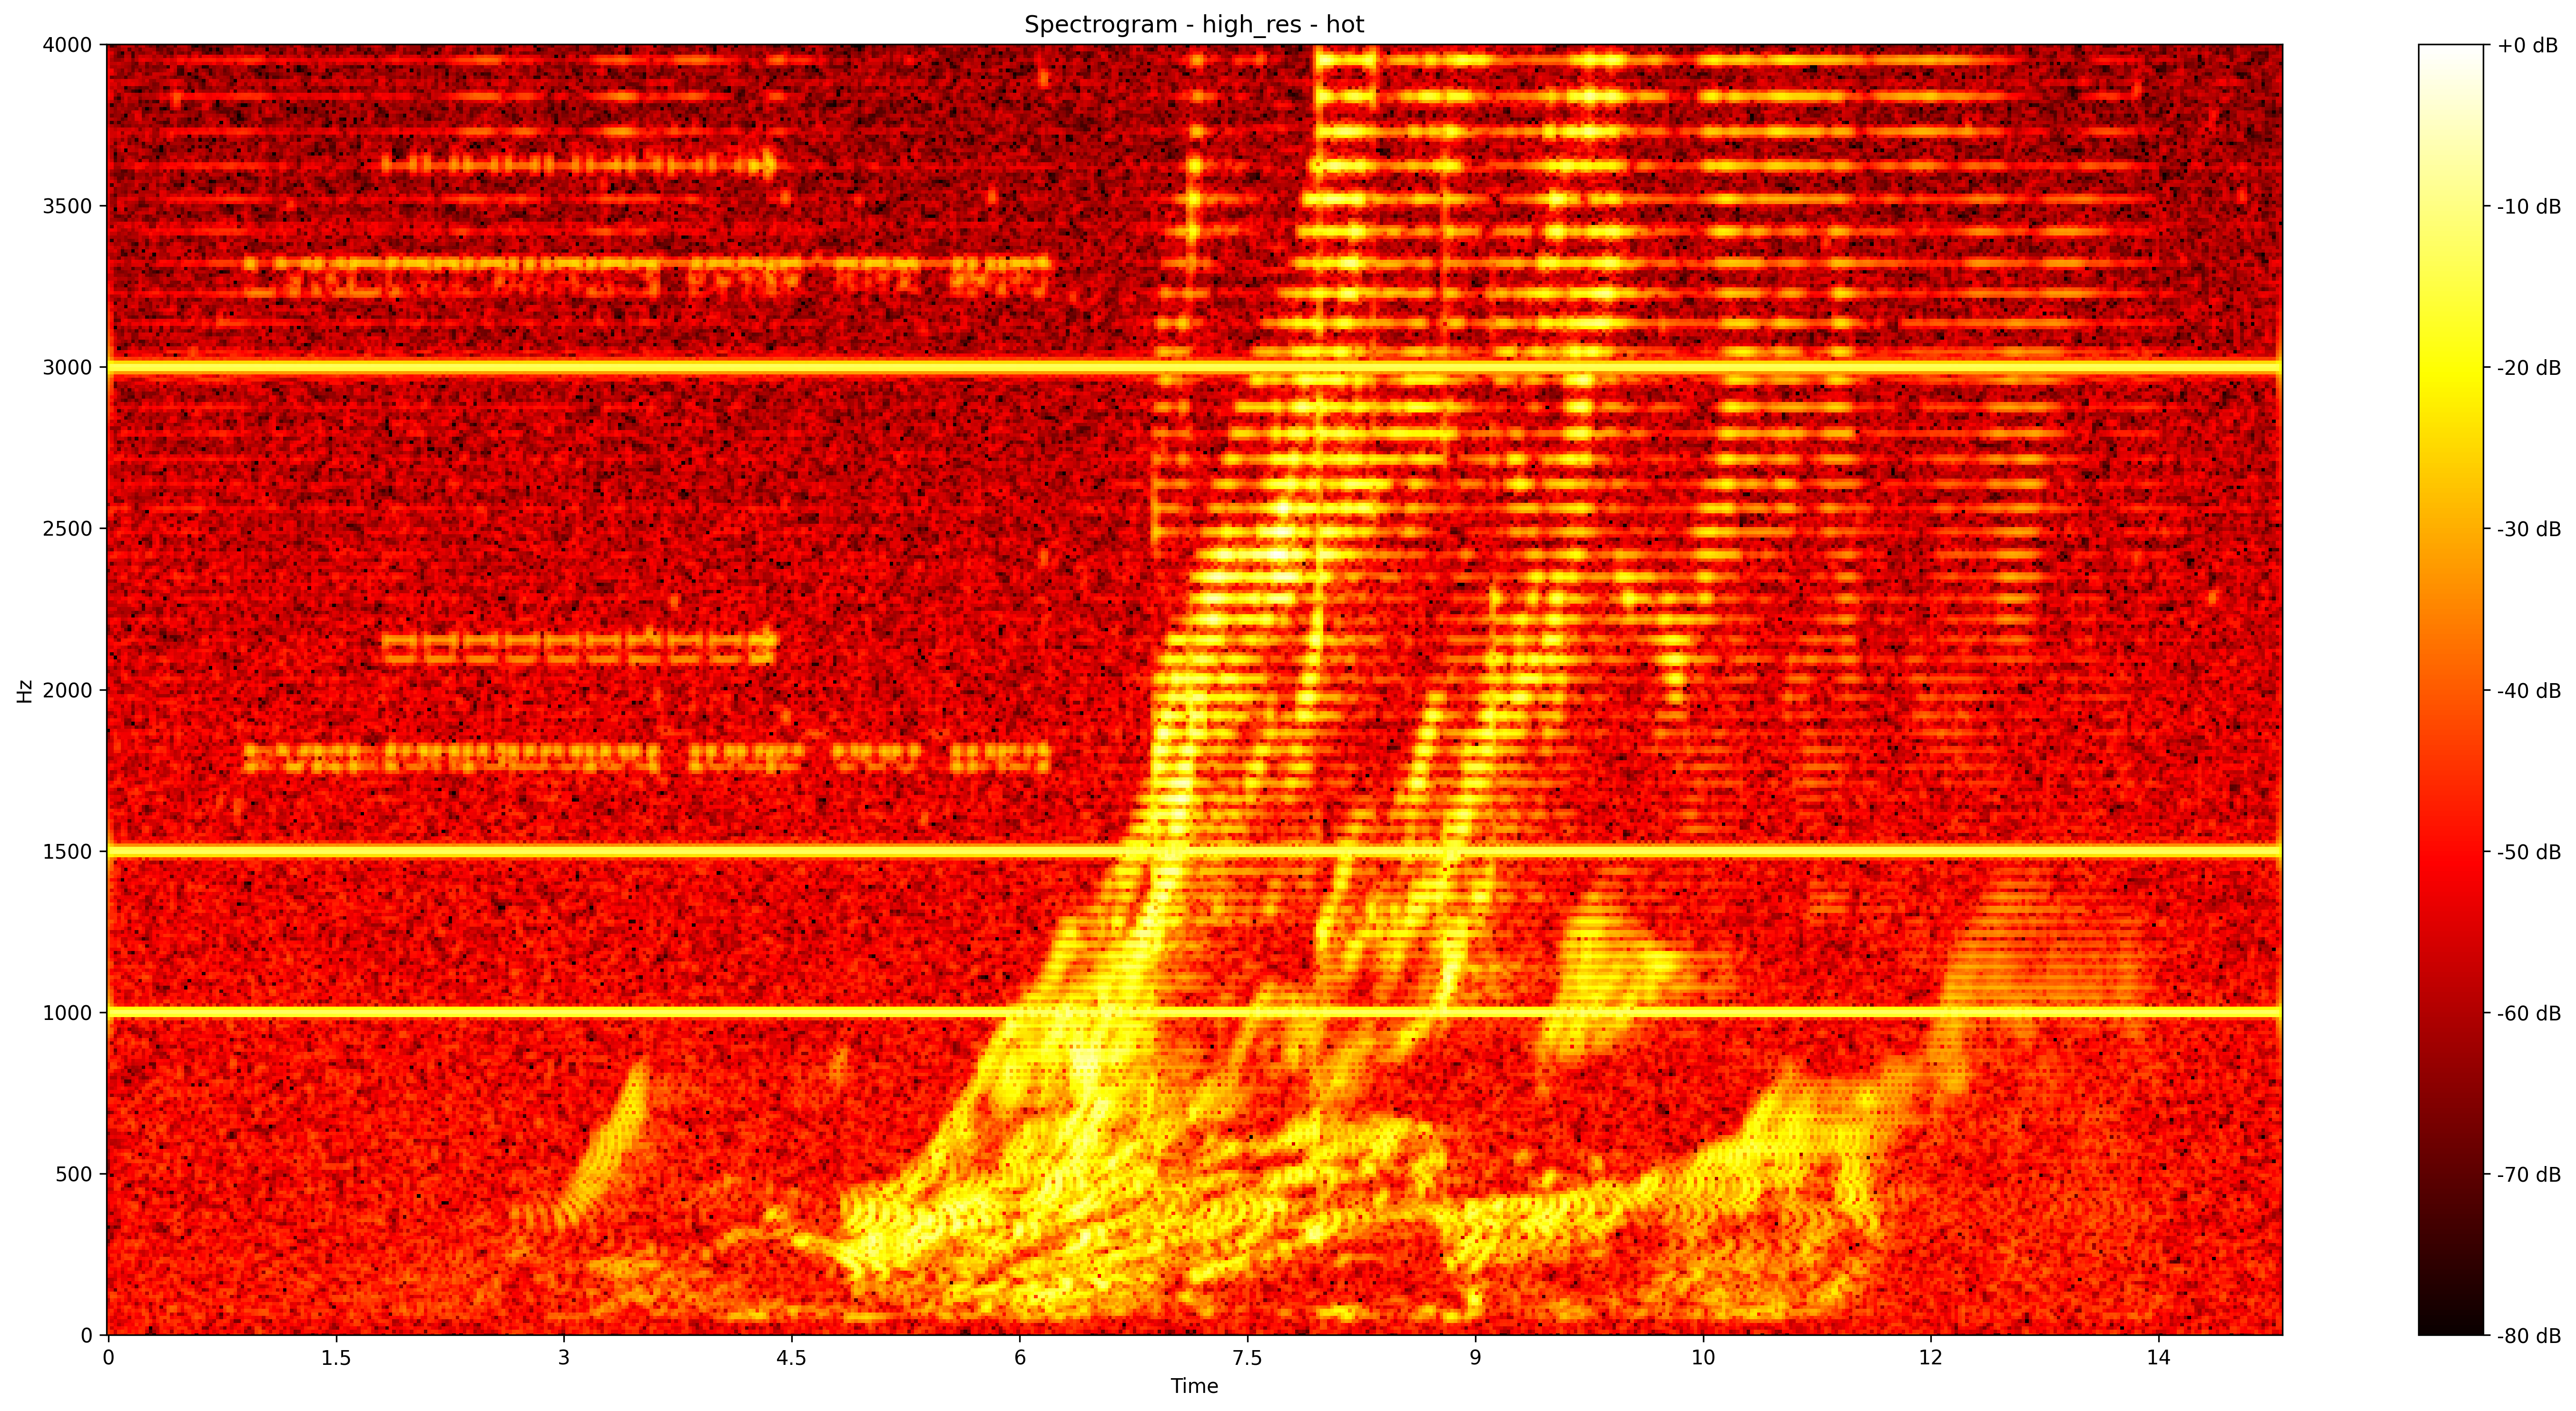 Spectrogram - high_res - hot
4000
3500
3000
2500
2000
1500
1000
500
0
Hz
0 1.5 3 4.5 6 7.5 9 10 12 14
Time
+0 dB
-10 dB
-20 dB
-30 dB
-40 dB
-50 dB
-60 dB
-70 dB
-80 dB